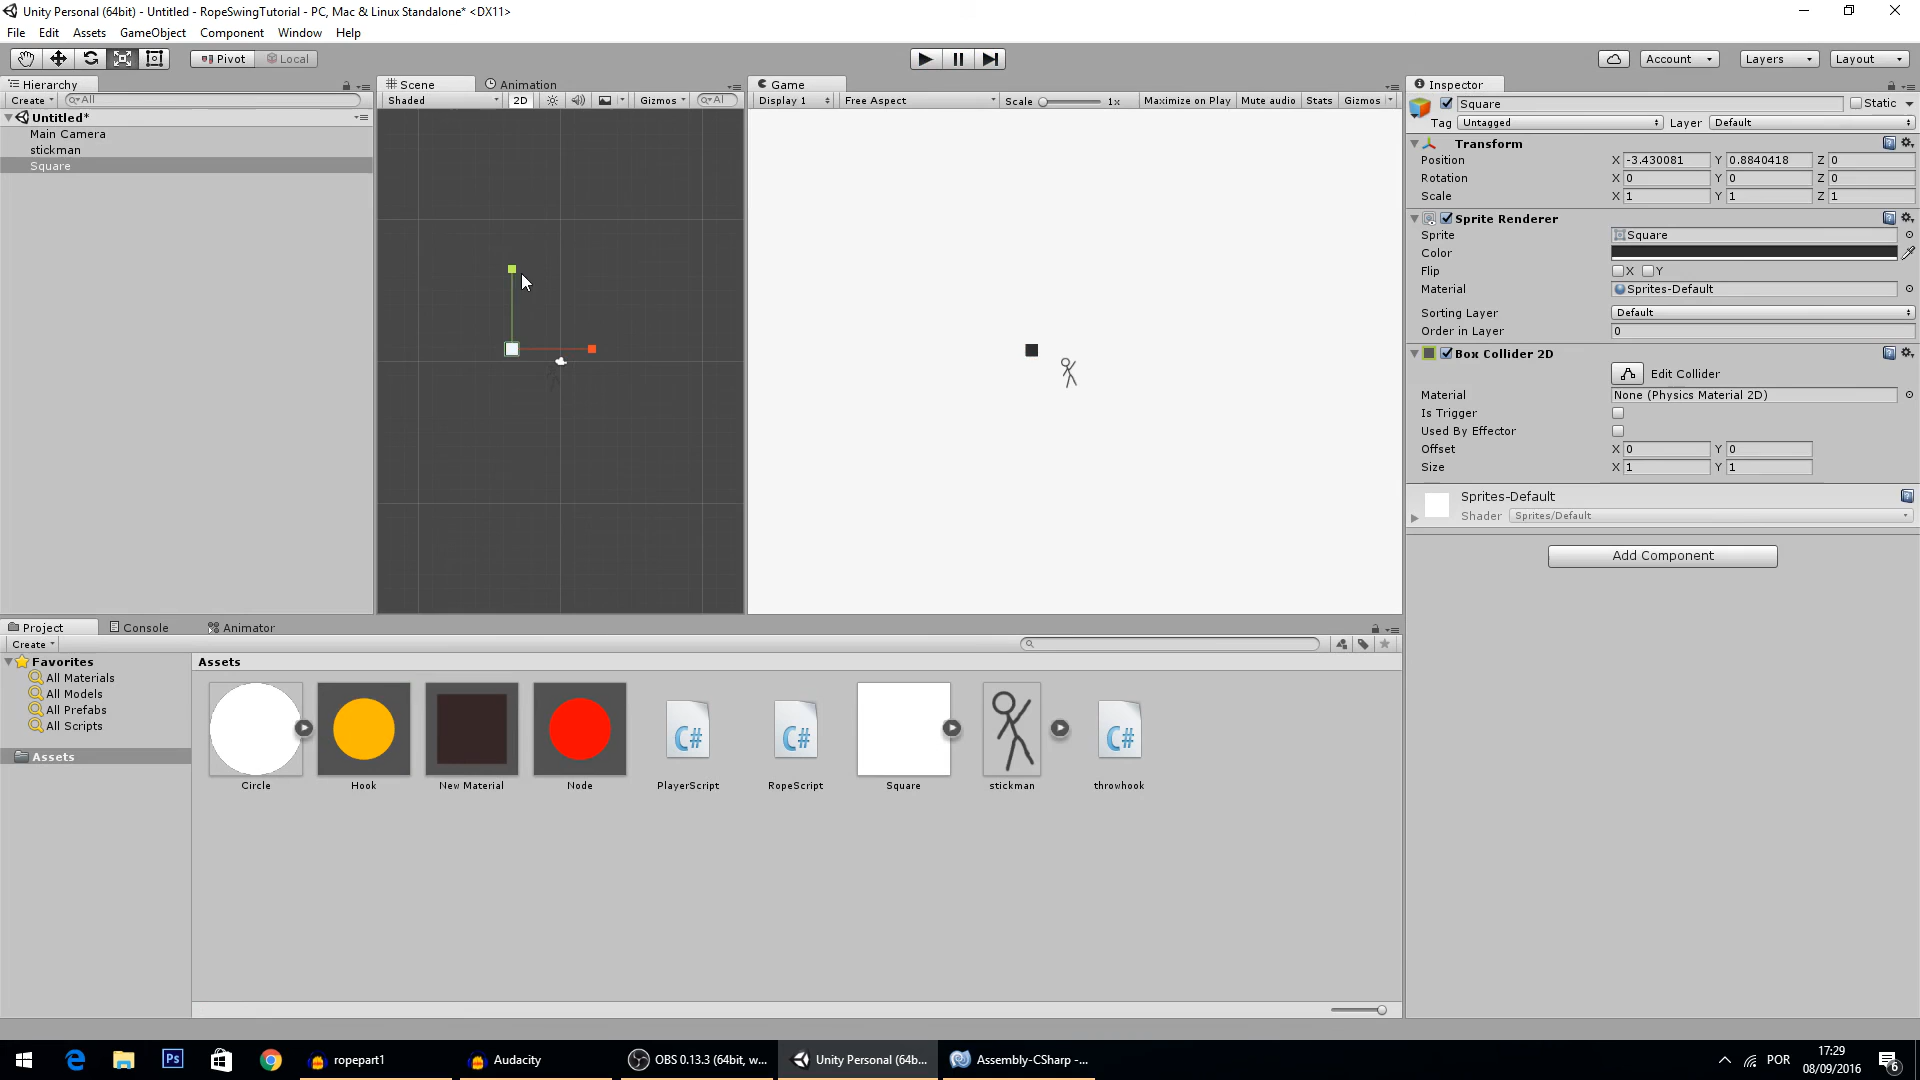 Unity Personal (64bit) - Untitled - RopeSwingTutorial - PC, Mac & Linux Standalone* <DX11>
File Edit Assets GameObject Component Window Help
Pivot Local Account Layers Layout
Hierarchy
Create All
Untitled*
Main Camera
stickman
Square
Scene Animation
Shaded 2D Gizmos Al
Game
Display 1 Free Aspect Scale 1x Maximize on Play Mute audio Stats Gizmos
Inspector
Square Static
Tag Untagged Layer Default
Transform
Position X -3.430081 Y 0.8840418 Z 0
Rotation X 0 Y 0 Z 0
Scale X 1 Y 1 Z 1
Sprite Renderer
Sprite Square
Color
Flip X Y
Material Sprites-Default
Sorting Layer Default
Order in Layer 0
Box Collider 2D
Edit Collider
Material None (Physics Material 2D)
Is Trigger
Used By Effector
Offset X 0 Y 0
Size X 1 Y 1
Sprites-Default
Shader Sprites/Default
Add Component
Project Console Animator
Create
Favorites
All Materials
All Models
All Prefabs
All Scripts
Assets
Assets
C# C# C#
Circle Hook New Material Node PlayerScript RopeScript Square stickman throwhook
Ps ropepart1 Audacity OBS 0.13.3 (64bit, w... Unity Personal (64b... Assembly-CSharp -... POR 17:29
08/09/2016 6